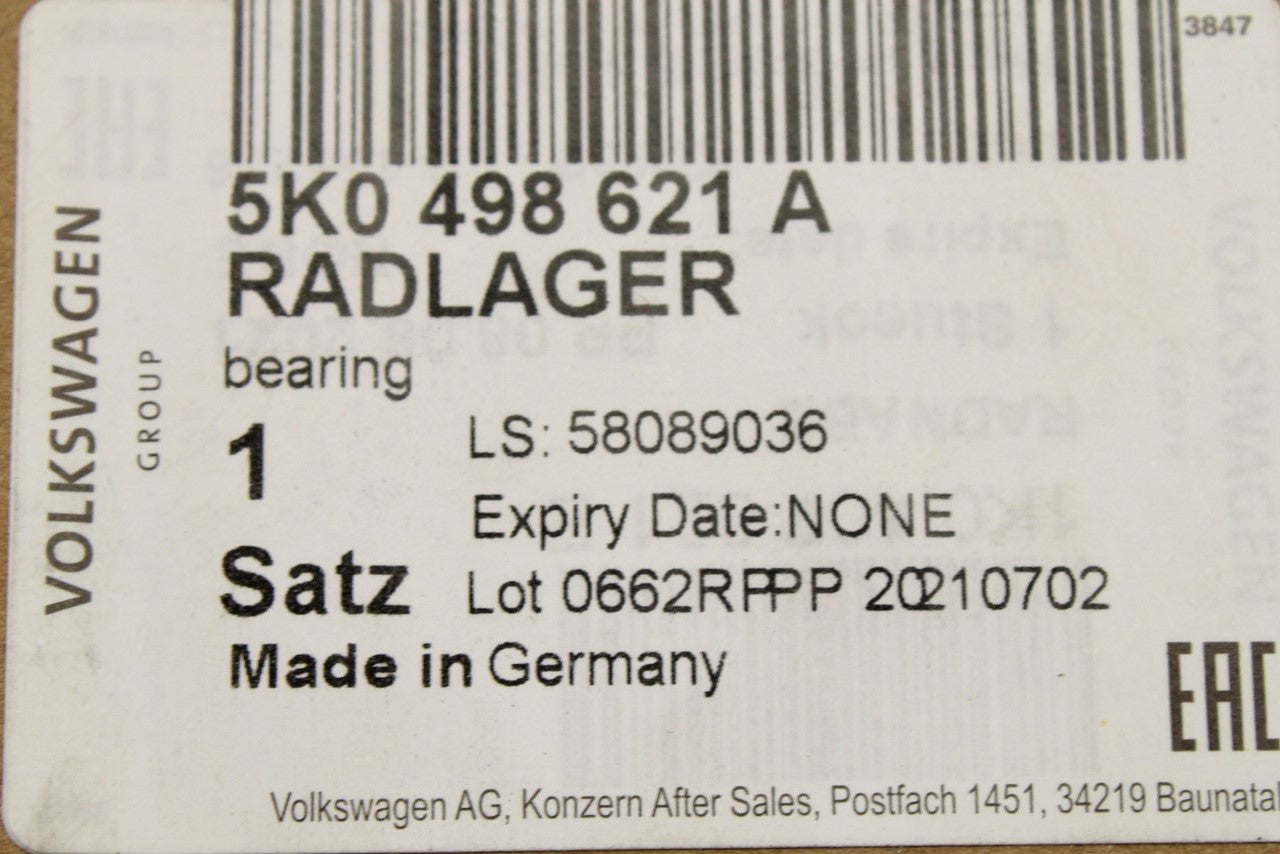 3847
5K0 498 621 A
RADLAGER
bearing
1
LS: 58089036
Expiry Date:NONE
Satz
Lot 0662RPPP 20210702
Made in Germany
VOLKSWAGEN
GROUP
EAC
Volkswagen AG, Konzern After Sales, Postfach 1451, 34219 Baunatal